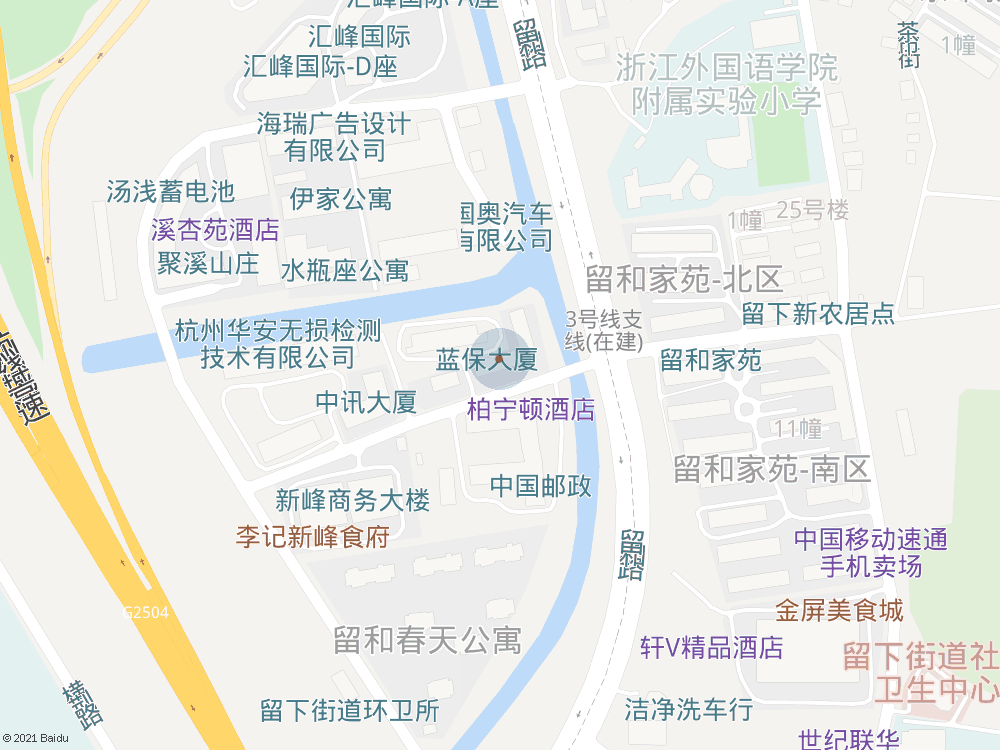 汇峰国际-A座
汇峰国际
汇峰国际-D座
浙江外国语学院
附属实验小学
茶市街
1幢
海瑞广告设计
有限公司
汤浅蓄电池
伊家公寓
溪杏苑酒店
国奥汽车
有限公司
1幢
25号楼
聚溪山庄
水瓶座公寓
留和家苑-北区
杭州华安无损检测
技术有限公司
3号线支
线(在建)
留下新农居点
蓝保大厦
留和家苑
中讯大厦
柏宁顿酒店
11幢
留和家苑-南区
新峰商务大楼
中国邮政
李记新峰食府
中国移动速通
手机卖场
G2504
金屏美食城
留和春天公寓
轩V精品酒店
留下街道社
卫生中心
留下街道环卫所
洁净洗车行
世纪联华
© 2021 Baidu